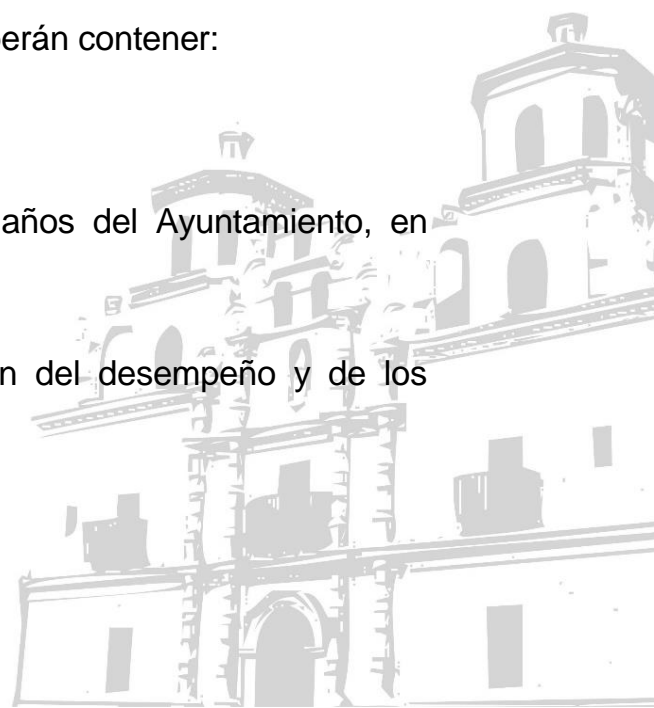 erán contener:
años del Ayuntamiento, en
n del desempeño y de los